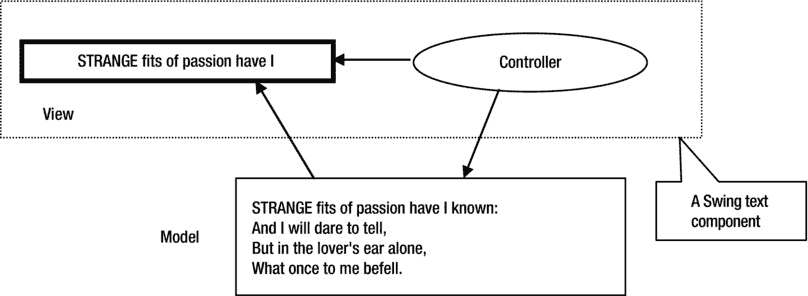 STRANGE fits of passion have I
Controller
View
A Swing text
component
Model
STRANGE fits of passion have I known:
And I will dare to tell,
But in the lover's ear alone,
What once to me befell.